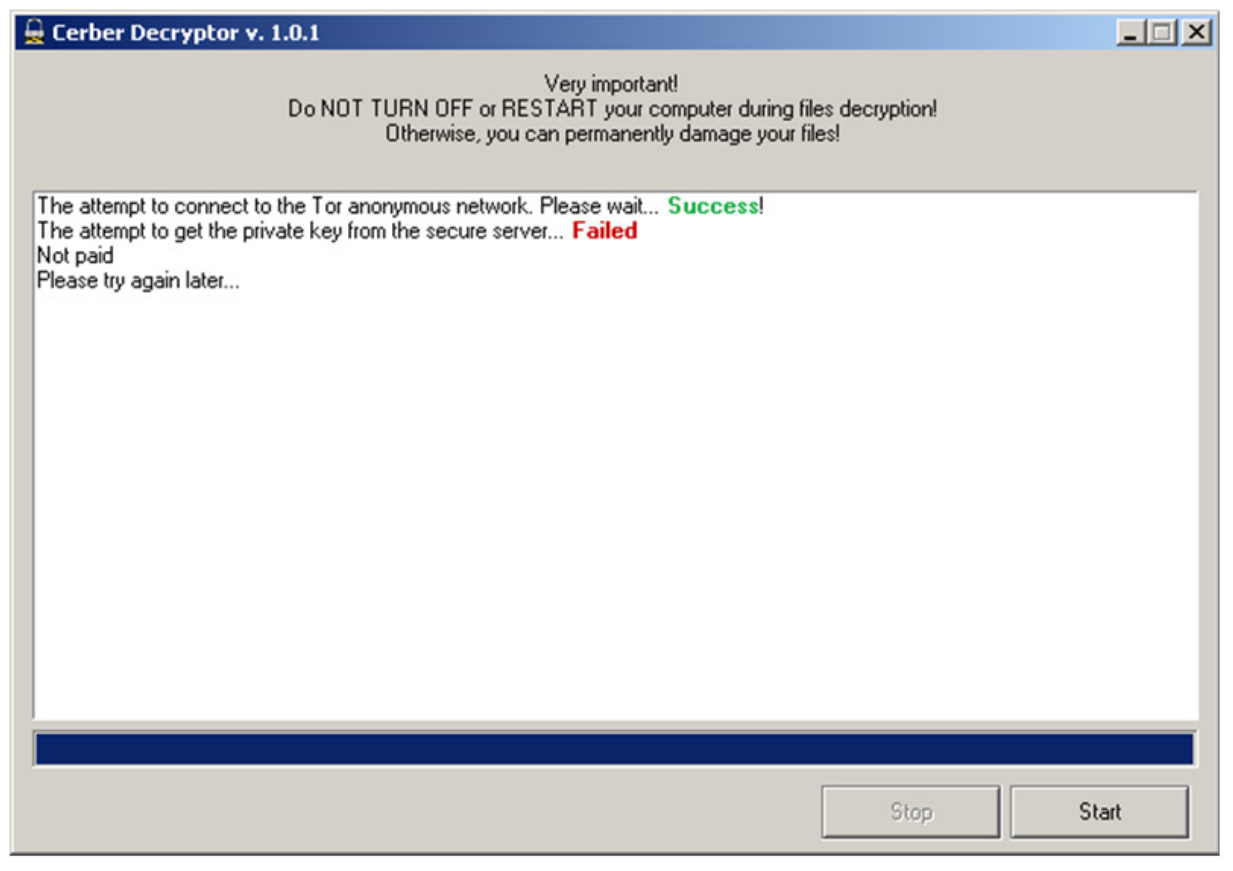 Cerber Decryptor v. 1.0.1
Very important!
Do NOT TURN OFF or RESTART your computer during files decryption!
Otherwise, you can permanently damage your files!
The attempt to connect to the Tor anonymous network. Please wait... Success!
The attempt to get the private key from the secure server... Failed
Not paid
Please try again later...
Stop
Start